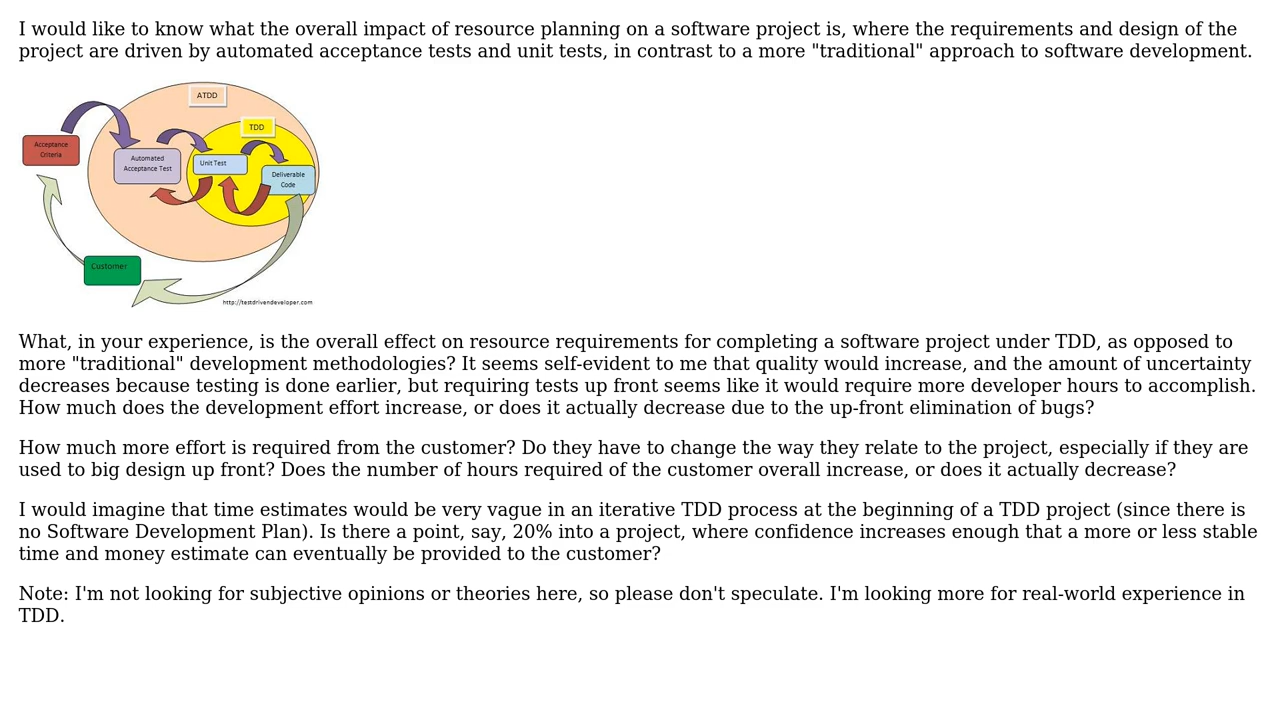 I would like to know what the overall impact of resource planning on a software project is, where the requirements and design of the
project are driven by automated acceptance tests and unit tests, in contrast to a more "traditional" approach to software development.
ATDD
TDD
Acceptance
Criteria
Automated
Acceptance Test
Unit Test
Deliverable
Code
Customer
http://testdrivendeveloper.com
What, in your experience, is the overall effect on resource requirements for completing a software project under TDD, as opposed to
more "traditional" development methodologies? It seems self-evident to me that quality would increase, and the amount of uncertainty
decreases because testing is done earlier, but requiring tests up front seems like it would require more developer hours to accomplish.
How much does the development effort increase, or does it actually decrease due to the up-front elimination of bugs?
How much more effort is required from the customer? Do they have to change the way they relate to the project, especially if they are
used to big design up front? Does the number of hours required of the customer overall increase, or does it actually decrease?
I would imagine that time estimates would be very vague in an iterative TDD process at the beginning of a TDD project (since there is
no Software Development Plan). Is there a point, say, 20% into a project, where confidence increases enough that a more or less stable
time and money estimate can eventually be provided to the customer?
Note: I'm not looking for subjective opinions or theories here, so please don't speculate. I'm looking more for real-world experience in
TDD.